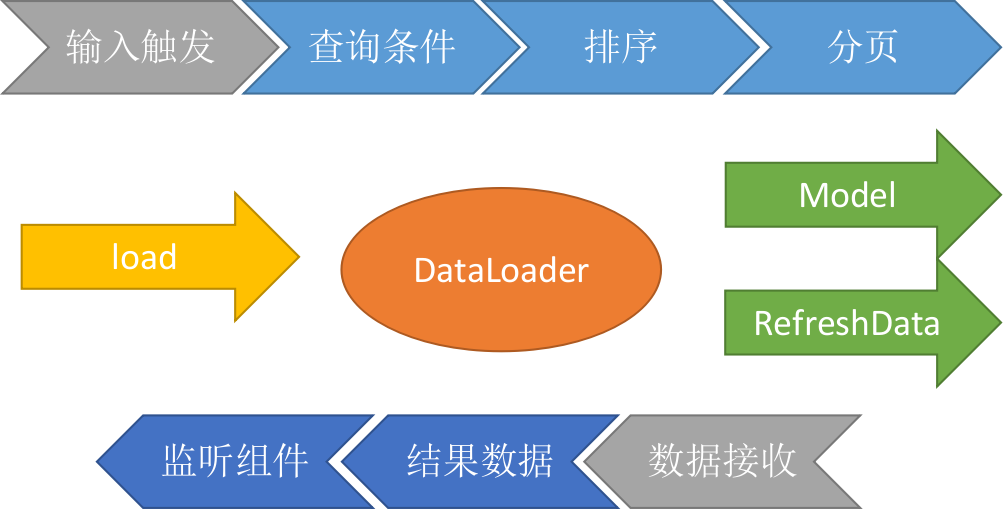 输入触发
查询条件
排序
分页
load
DataLoader
Model
RefreshData
监听组件
结果数据
数据接收